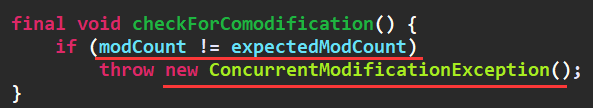 final void checkForComodification() {
    if (modCount != expectedModCount)
        throw new ConcurrentModificationException();
}